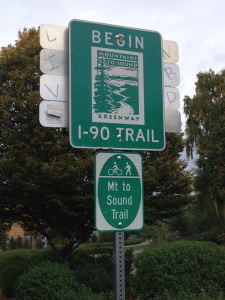 BEGIN
MOUNTAINS
TO SOUND
GREENWAY
I-90 TRAIL
Mt to
Sound
Trail
L
I
V
N
B
D